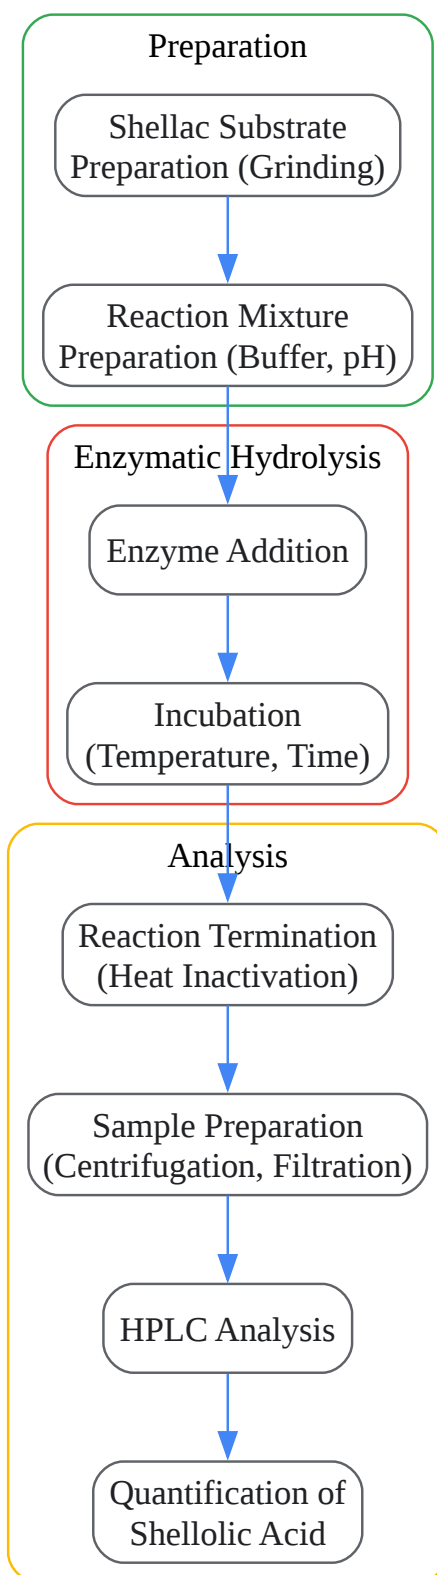 Preparation
Shellac Substrate
Preparation (Grinding)
Reaction Mixture
Preparation (Buffer, pH)
Enzymatic Hydrolysis
Enzyme Addition
Incubation
(Temperature, Time)
Analysis
Reaction Termination
(Heat Inactivation)
Sample Preparation
(Centrifugation, Filtration)
HPLC Analysis
Quantification of
Shellolic Acid